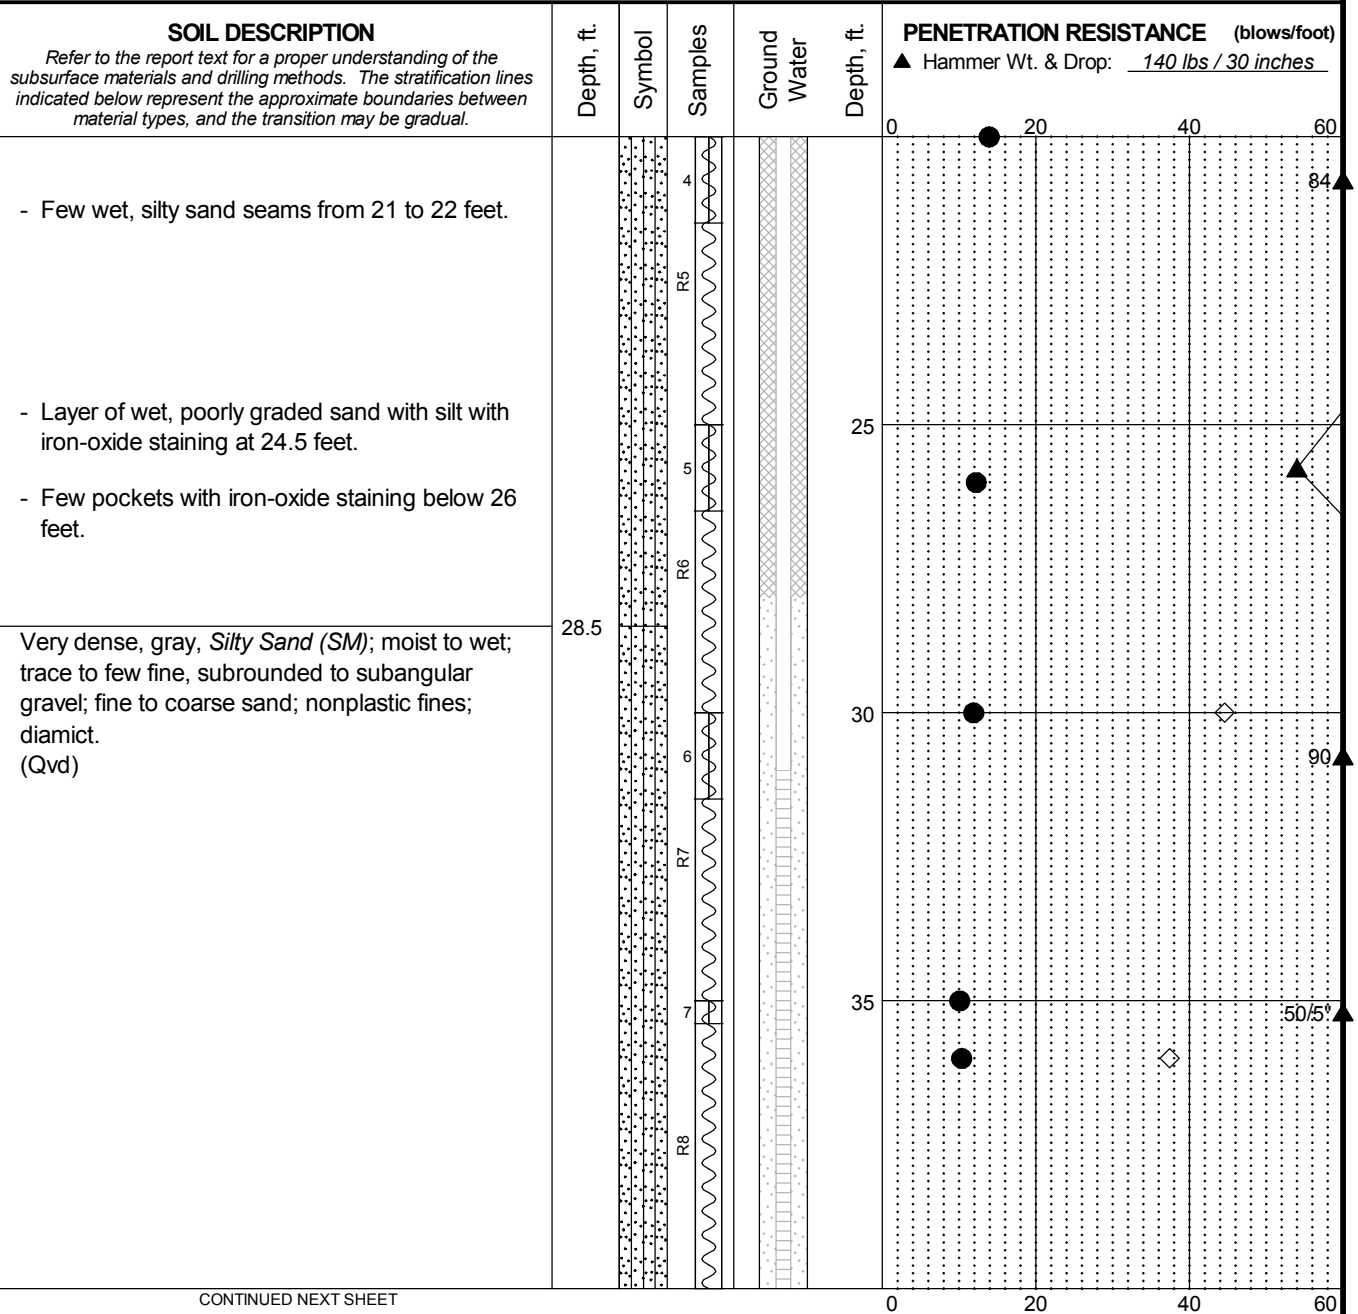 SOIL DESCRIPTION
Refer to the report text for a proper understanding of the
subsurface materials and drilling methods. The stratification lines
indicated below represent the approximate boundaries between
material types, and the transition may be gradual.
Depth, ft.
Symbol
Samples
Ground
Water
Depth, ft.
PENETRATION RESISTANCE (blows/foot)
▲ Hammer Wt. & Drop: 140 lbs / 30 inches
0 20 40 60
4
84
- Few wet, silty sand seams from 21 to 22 feet.
R5
- Layer of wet, poorly graded sand with silt with
iron-oxide staining at 24.5 feet.
25
5
- Few pockets with iron-oxide staining below 26
feet.
R6
28.5
Very dense, gray, Silty Sand (SM); moist to wet;
trace to few fine, subrounded to subangular
gravel; fine to coarse sand; nonplastic fines;
diamict.
(Qvd)
30
6
90
R7
35
7
50/5"
R8
CONTINUED NEXT SHEET
0 20 40 60